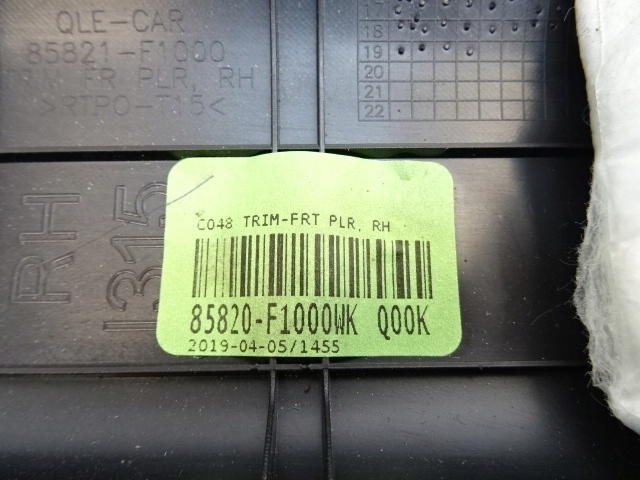 QLE-CAR
85821-F1000
TRIM FR PLR, RH
>RTPO-T15<
17
18
19
20
21
22
RH
C048 TRIM-FRT PLR, RH
85820-F1000WK Q00K
2019-04-05/1455